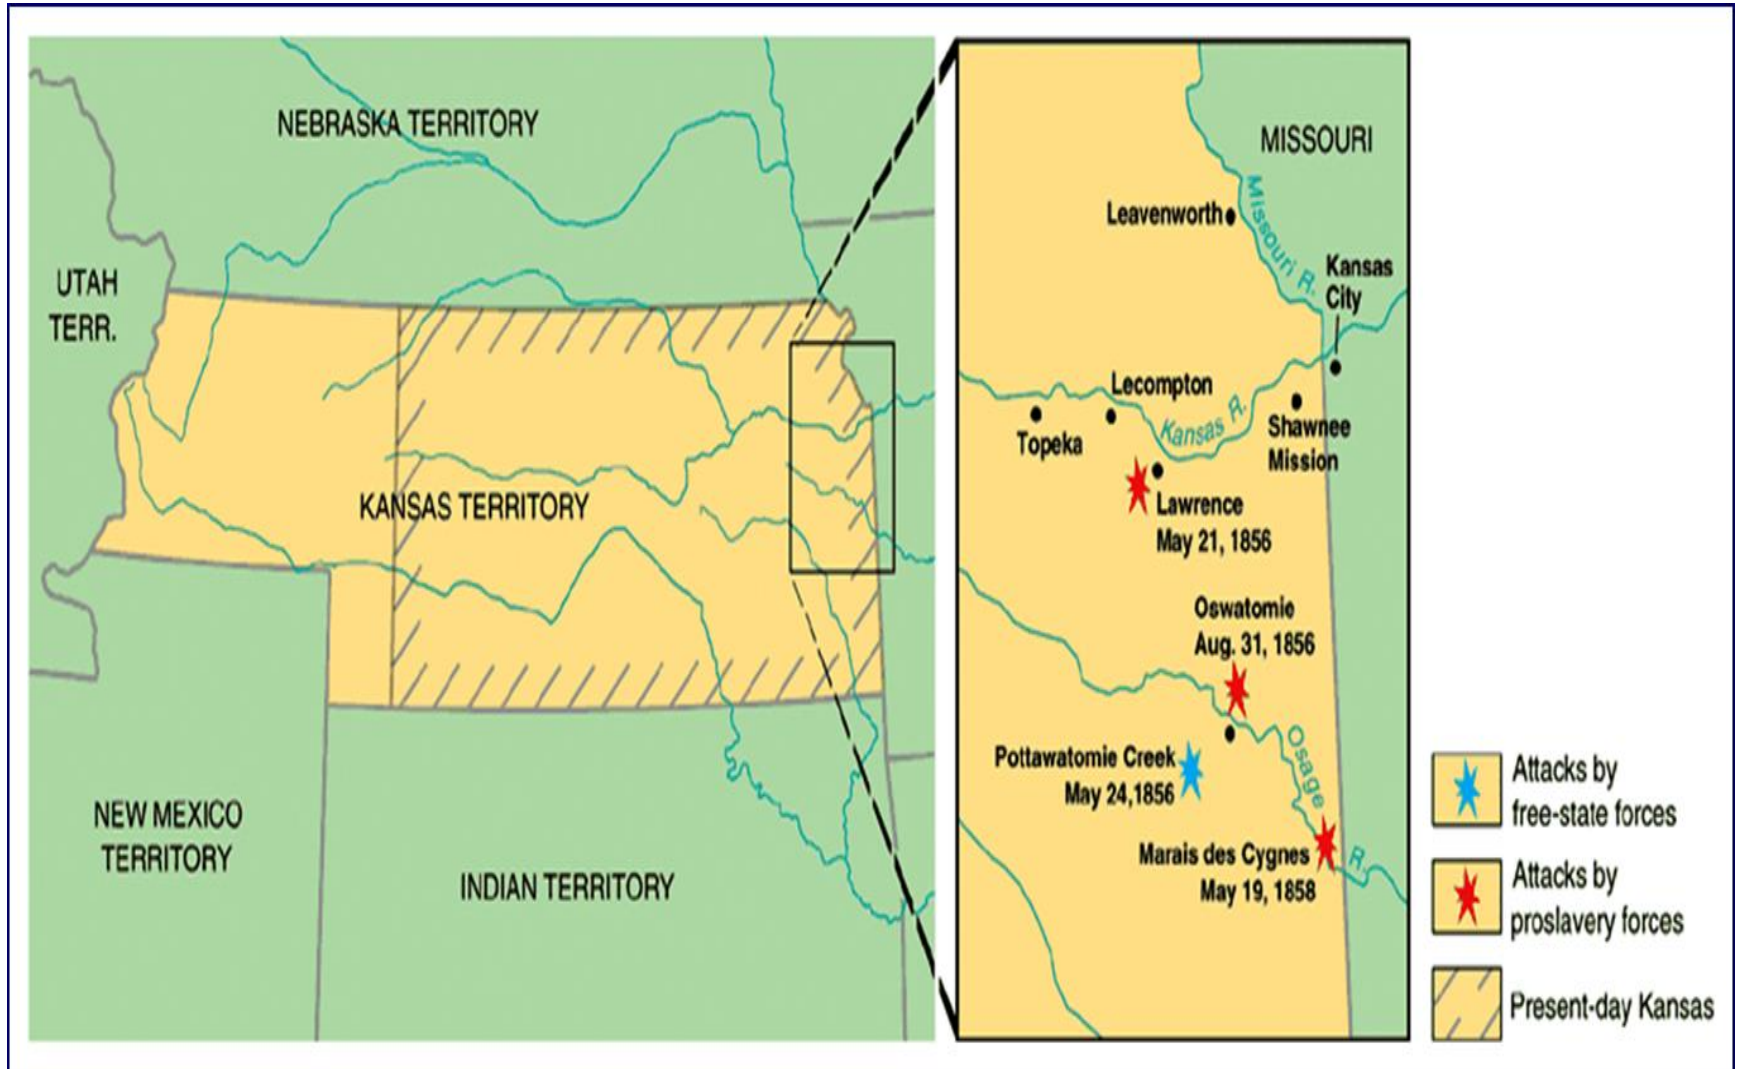 NEBRASKA TERRITORY
UTAH
TERR.
KANSAS TERRITORY
NEW MEXICO
TERRITORY
INDIAN TERRITORY
MISSOURI
Leavenworth
Missouri R.
Kansas
City
Lecompton
Topeka
Kansas R.
Shawnee
Mission
Lawrence
May 21, 1856
Oswatomie
Aug. 31, 1856
Pottawatomie Creek
May 24,1856
Osage R.
Marais des Cygnes
May 19, 1858
Attacks by
free-state forces
Attacks by
proslavery forces
Present-day Kansas